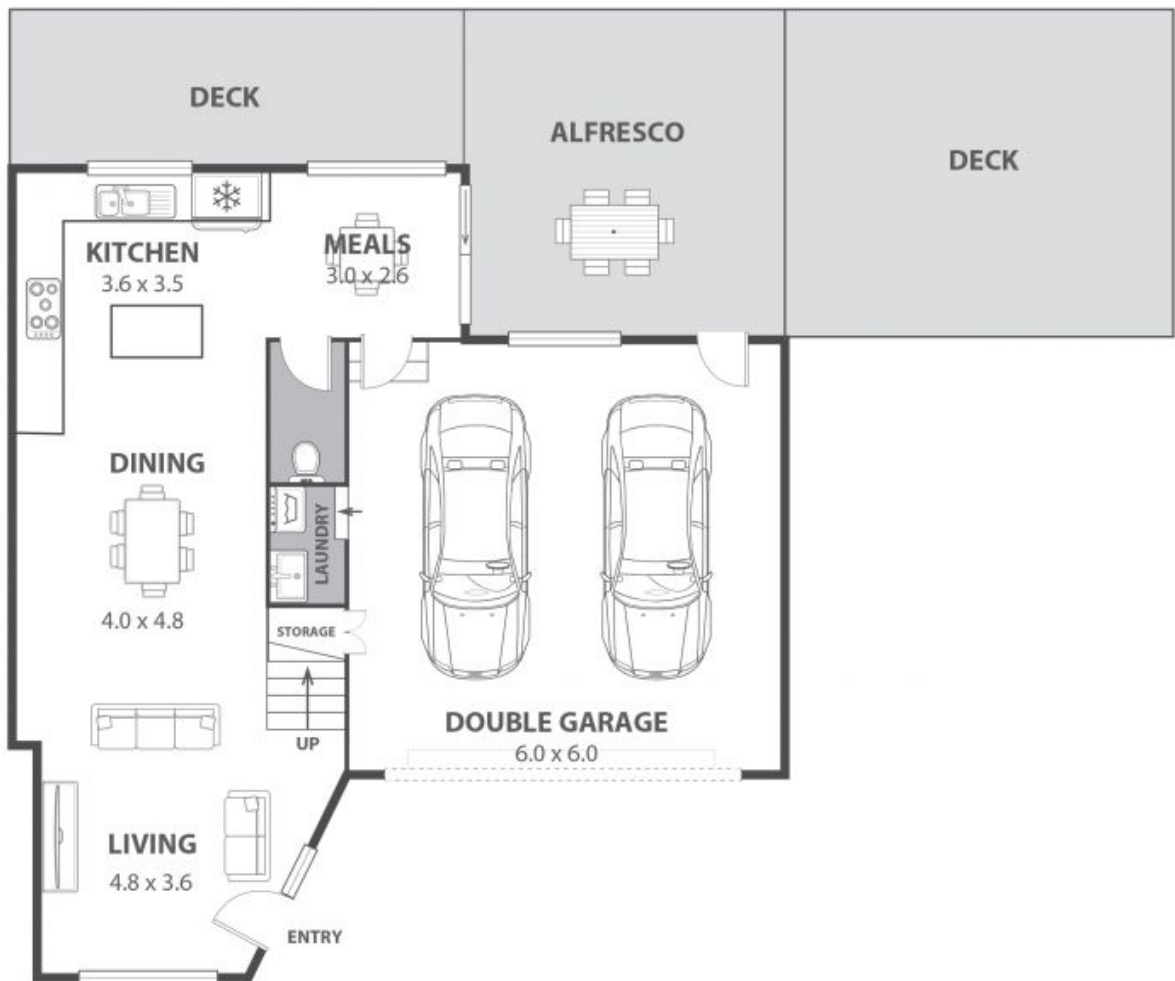 DECK
ALFRESCO
DECK
KITCHEN
3.6 x 3.5
MEALS
3.0 x 2.6
DINING
4.0 x 4.8
LAUNDRY
STORAGE
UP
DOUBLE GARAGE
6.0 x 6.0
LIVING
4.8 x 3.6
ENTRY